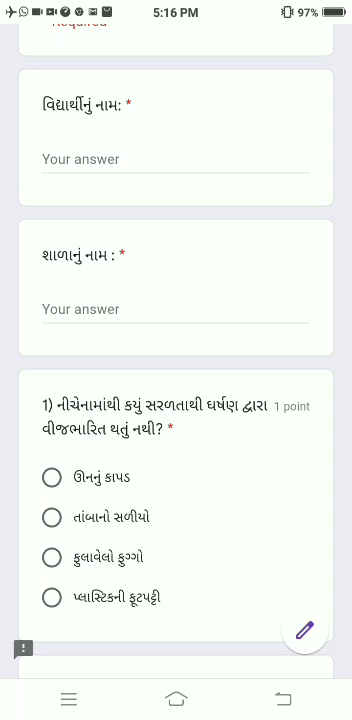 5:16 PM
97%
Required
વિદ્યાર્થીનું નામ: *
Your answer
શાળાનું નામ : *
Your answer
1) નીચેનામાંથી કયું સરળતાથી ઘર્ષણ દ્વારા 1 point
વીજભારિત થતું નથી? *
ઊનનું કાપડ
તાંબાનો સળીયો
ફુલાવેલો ફુગ્ગો
પ્લાસ્ટિકની ફૂટપટ્ટી